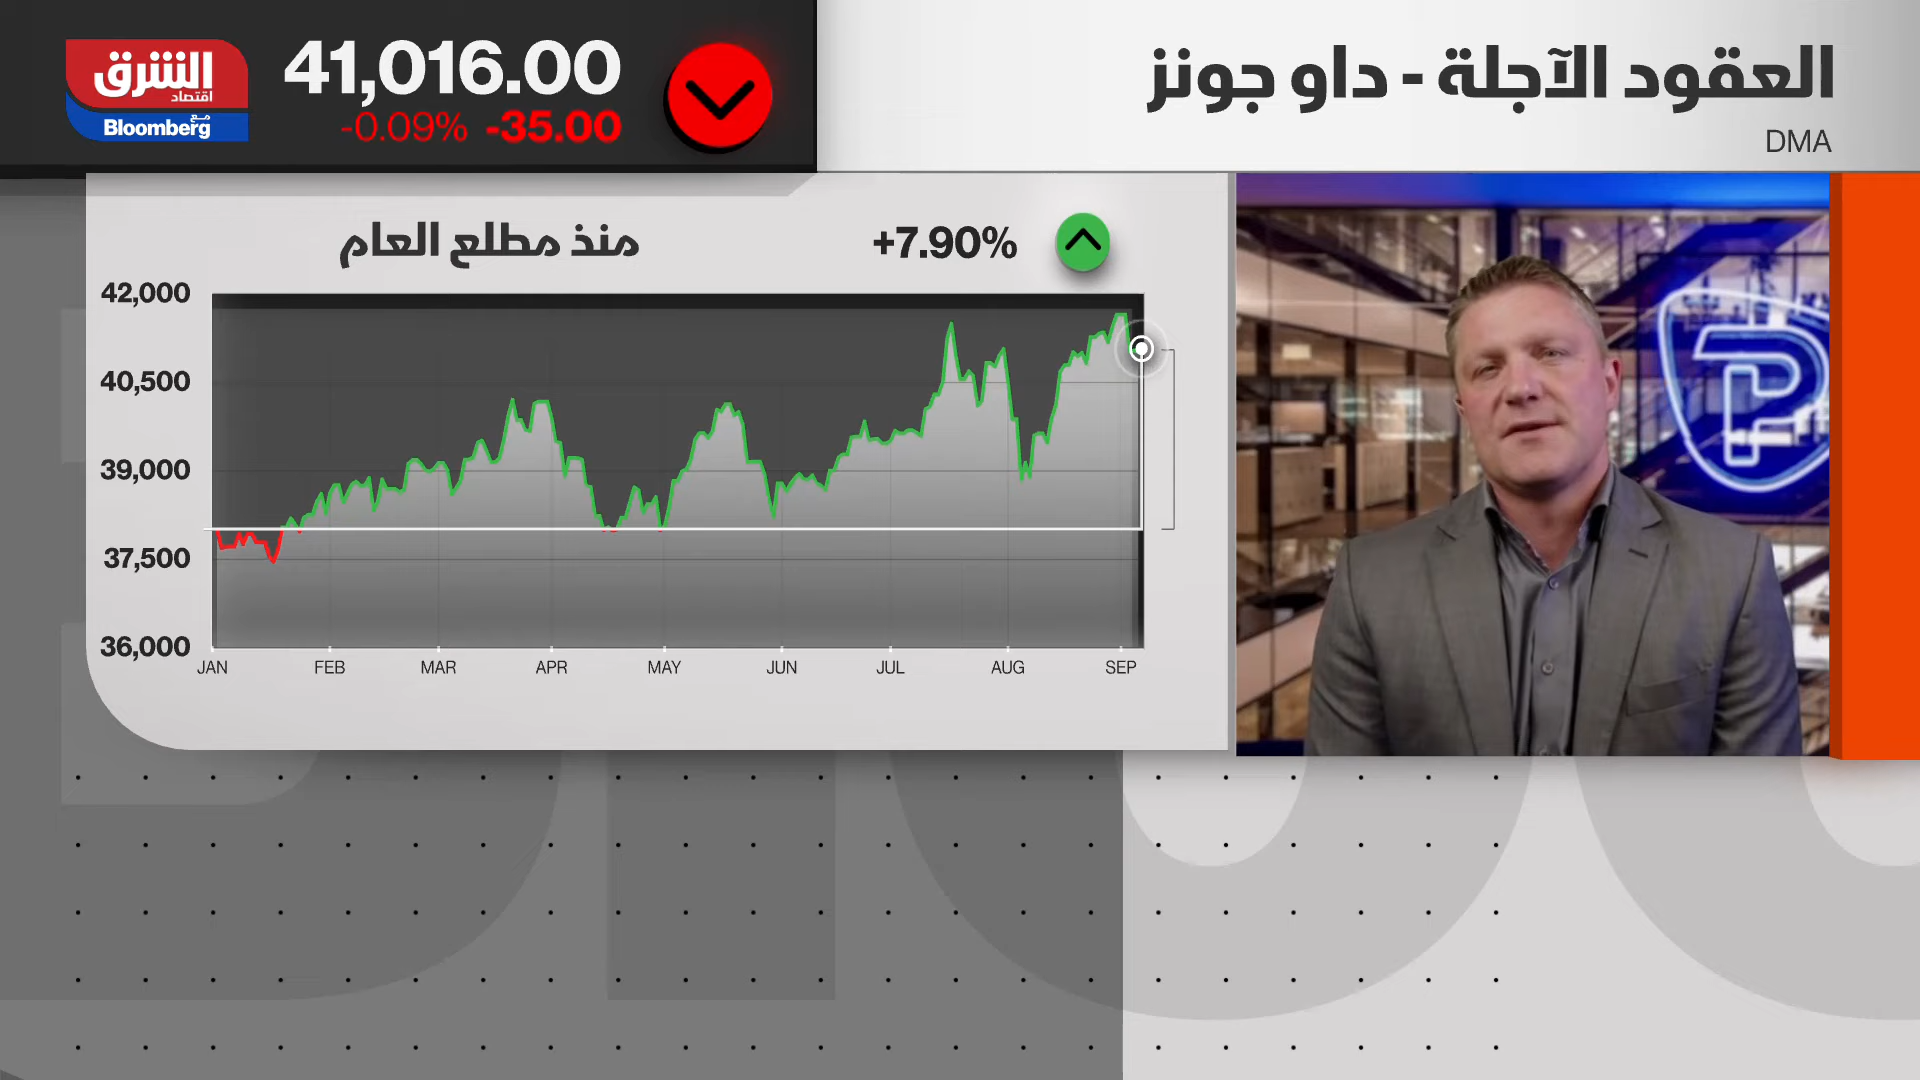 العقود الآجلة - داو جونز
DMA
41,016.00
-0.09% -35.00
الشرق
اقتصاد
مع
Bloomberg
منذ مطلع العام
+7.90%
42,000
40,500
39,000
37,500
36,000
JAN FEB MAR APR MAY JUN JUL AUG SEP